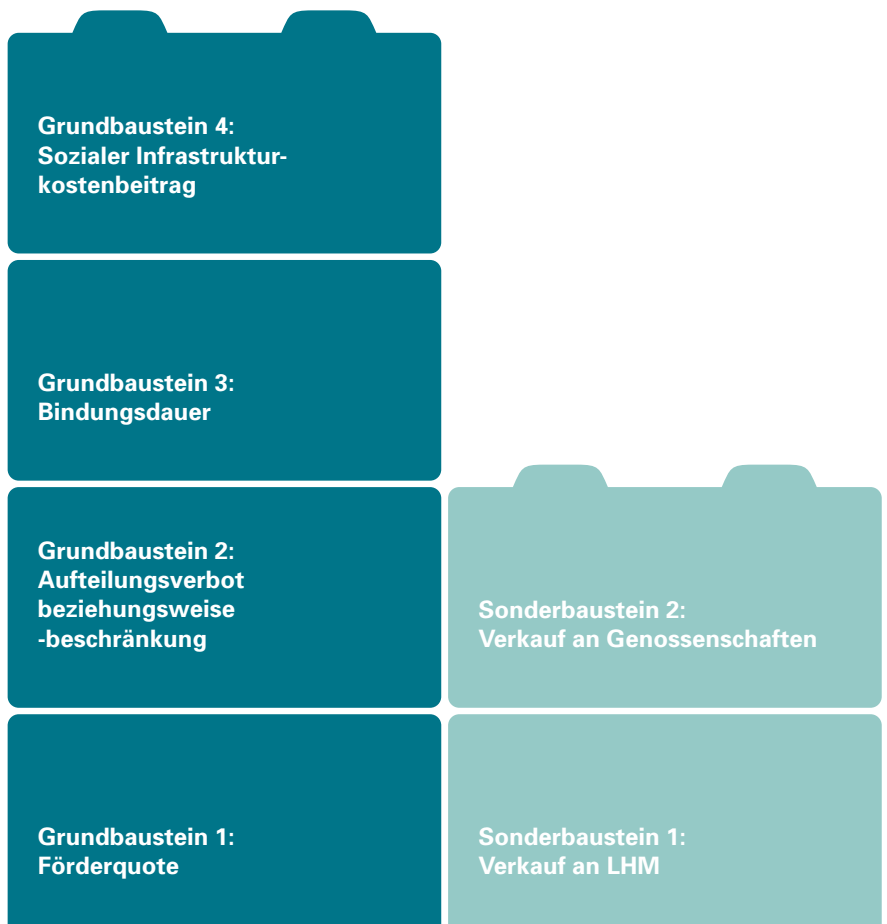 Grundbaustein 4:
Sozialer Infrastruktur-
kostenbeitrag
Grundbaustein 3:
Bindungsdauer
Grundbaustein 2:
Aufteilungsverbot
beziehungsweise
-beschränkung
Sonderbaustein 2:
Verkauf an Genossenschaften
Grundbaustein 1:
Förderquote
Sonderbaustein 1:
Verkauf an LHM